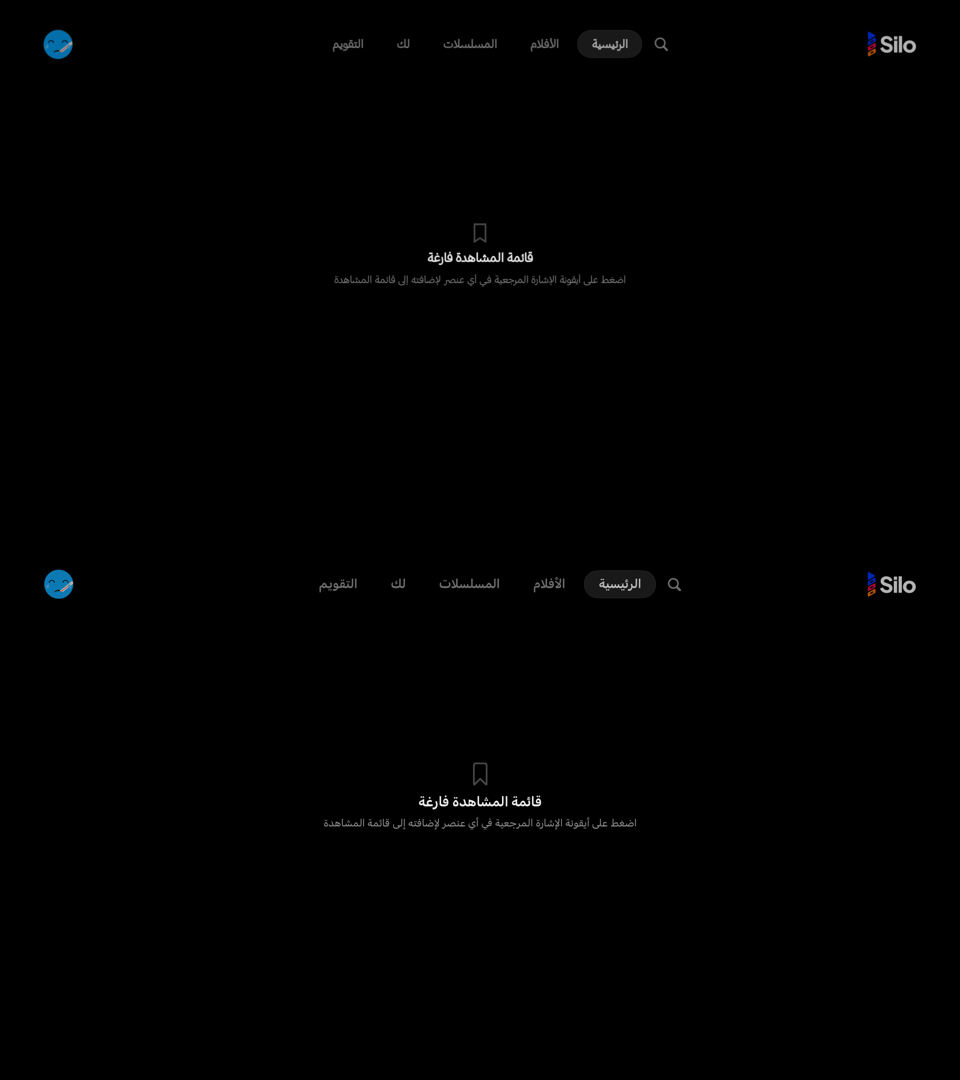 Silo
الرئيسية
الأفلام
المسلسلات
لك
التقويم
قائمة المشاهدة فارغة
اضغط على أيقونة الإشارة المرجعية في أي عنصر لإضافته إلى قائمة المشاهدة
Silo
الرئيسية
الأفلام
المسلسلات
لك
التقويم
قائمة المشاهدة فارغة
اضغط على أيقونة الإشارة المرجعية في أي عنصر لإضافته إلى قائمة المشاهدة